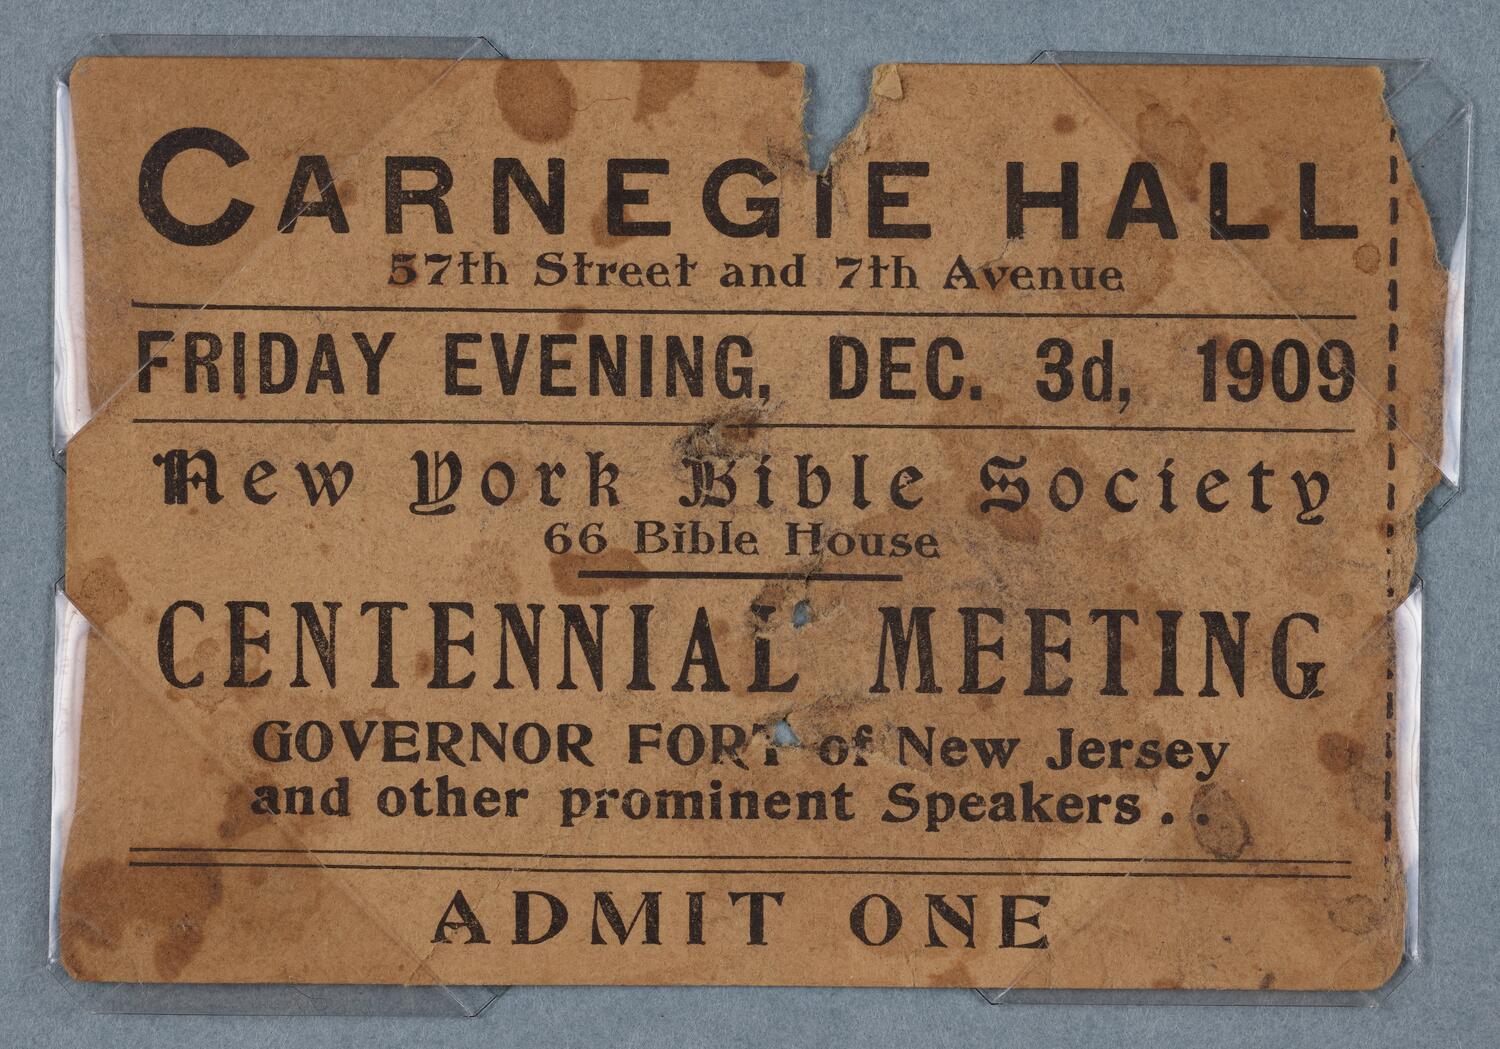 CARNEGIE HALL
57th Street and 7th Avenue
FRIDAY EVENING, DEC. 3d, 1909
New York Bible Society
66 Bible House
CENTENNIAL MEETING
GOVERNOR FORT of New Jersey
and other prominent Speakers . .
ADMIT ONE